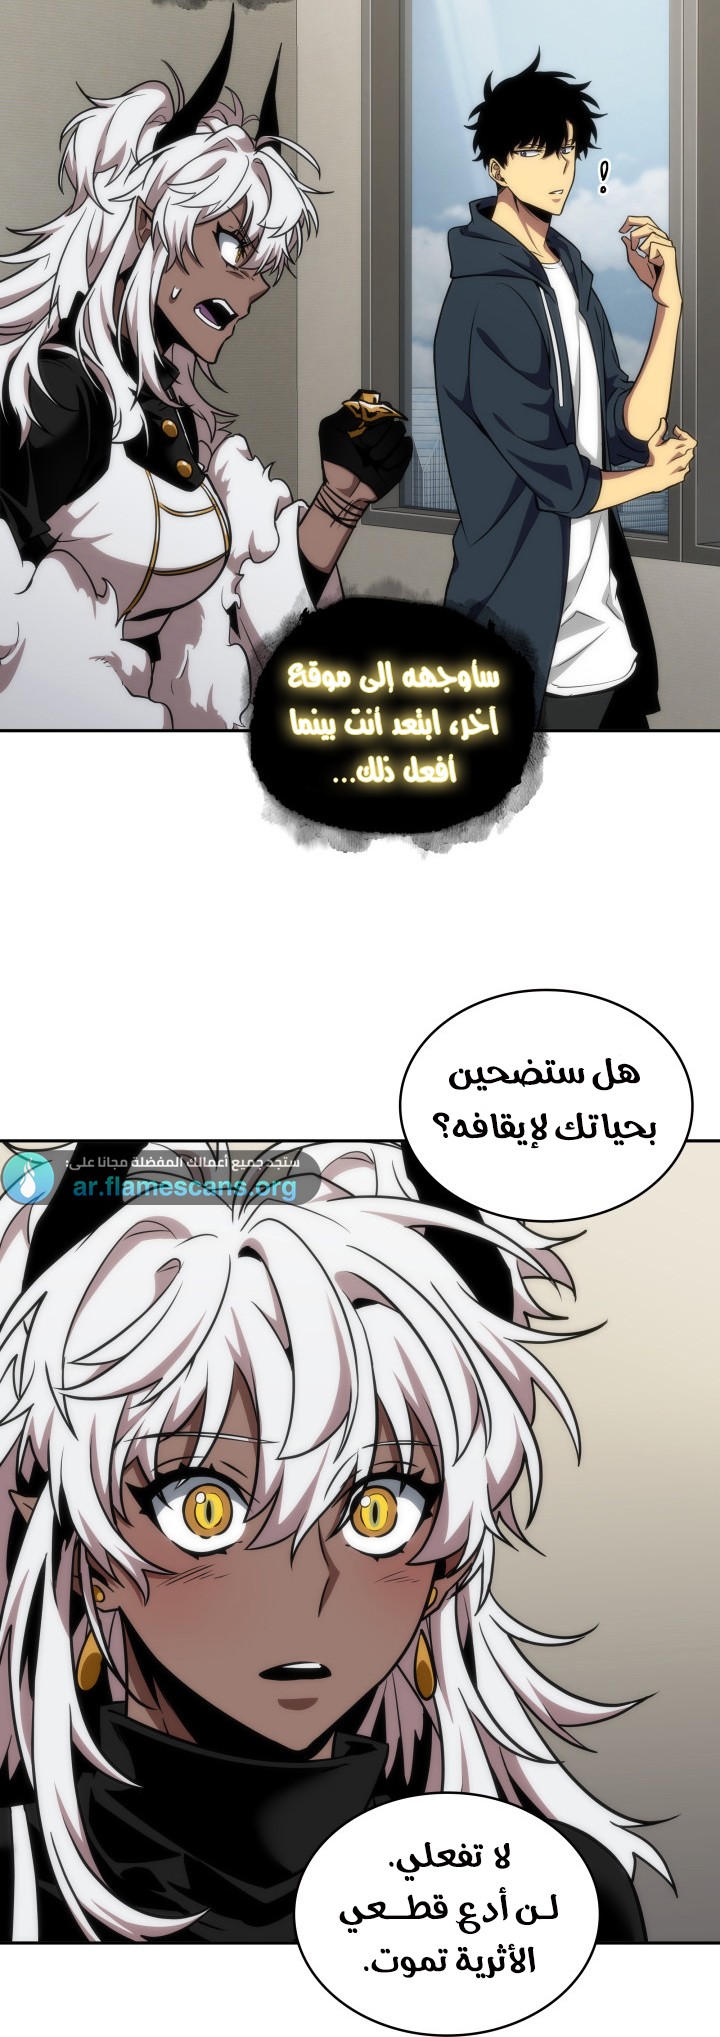 !
سأوجهه إلى موقع
آخر، ابتعد أنت بينما
أفعل ذلك...
هل ستضحين
بحياتك لإيقافه؟
ستجد جميع أعمالك المفضلة مجانا على:
ar.flamescans.org
لا تفعلي.
لـن أدع قطــعي
الأثرية تموت.